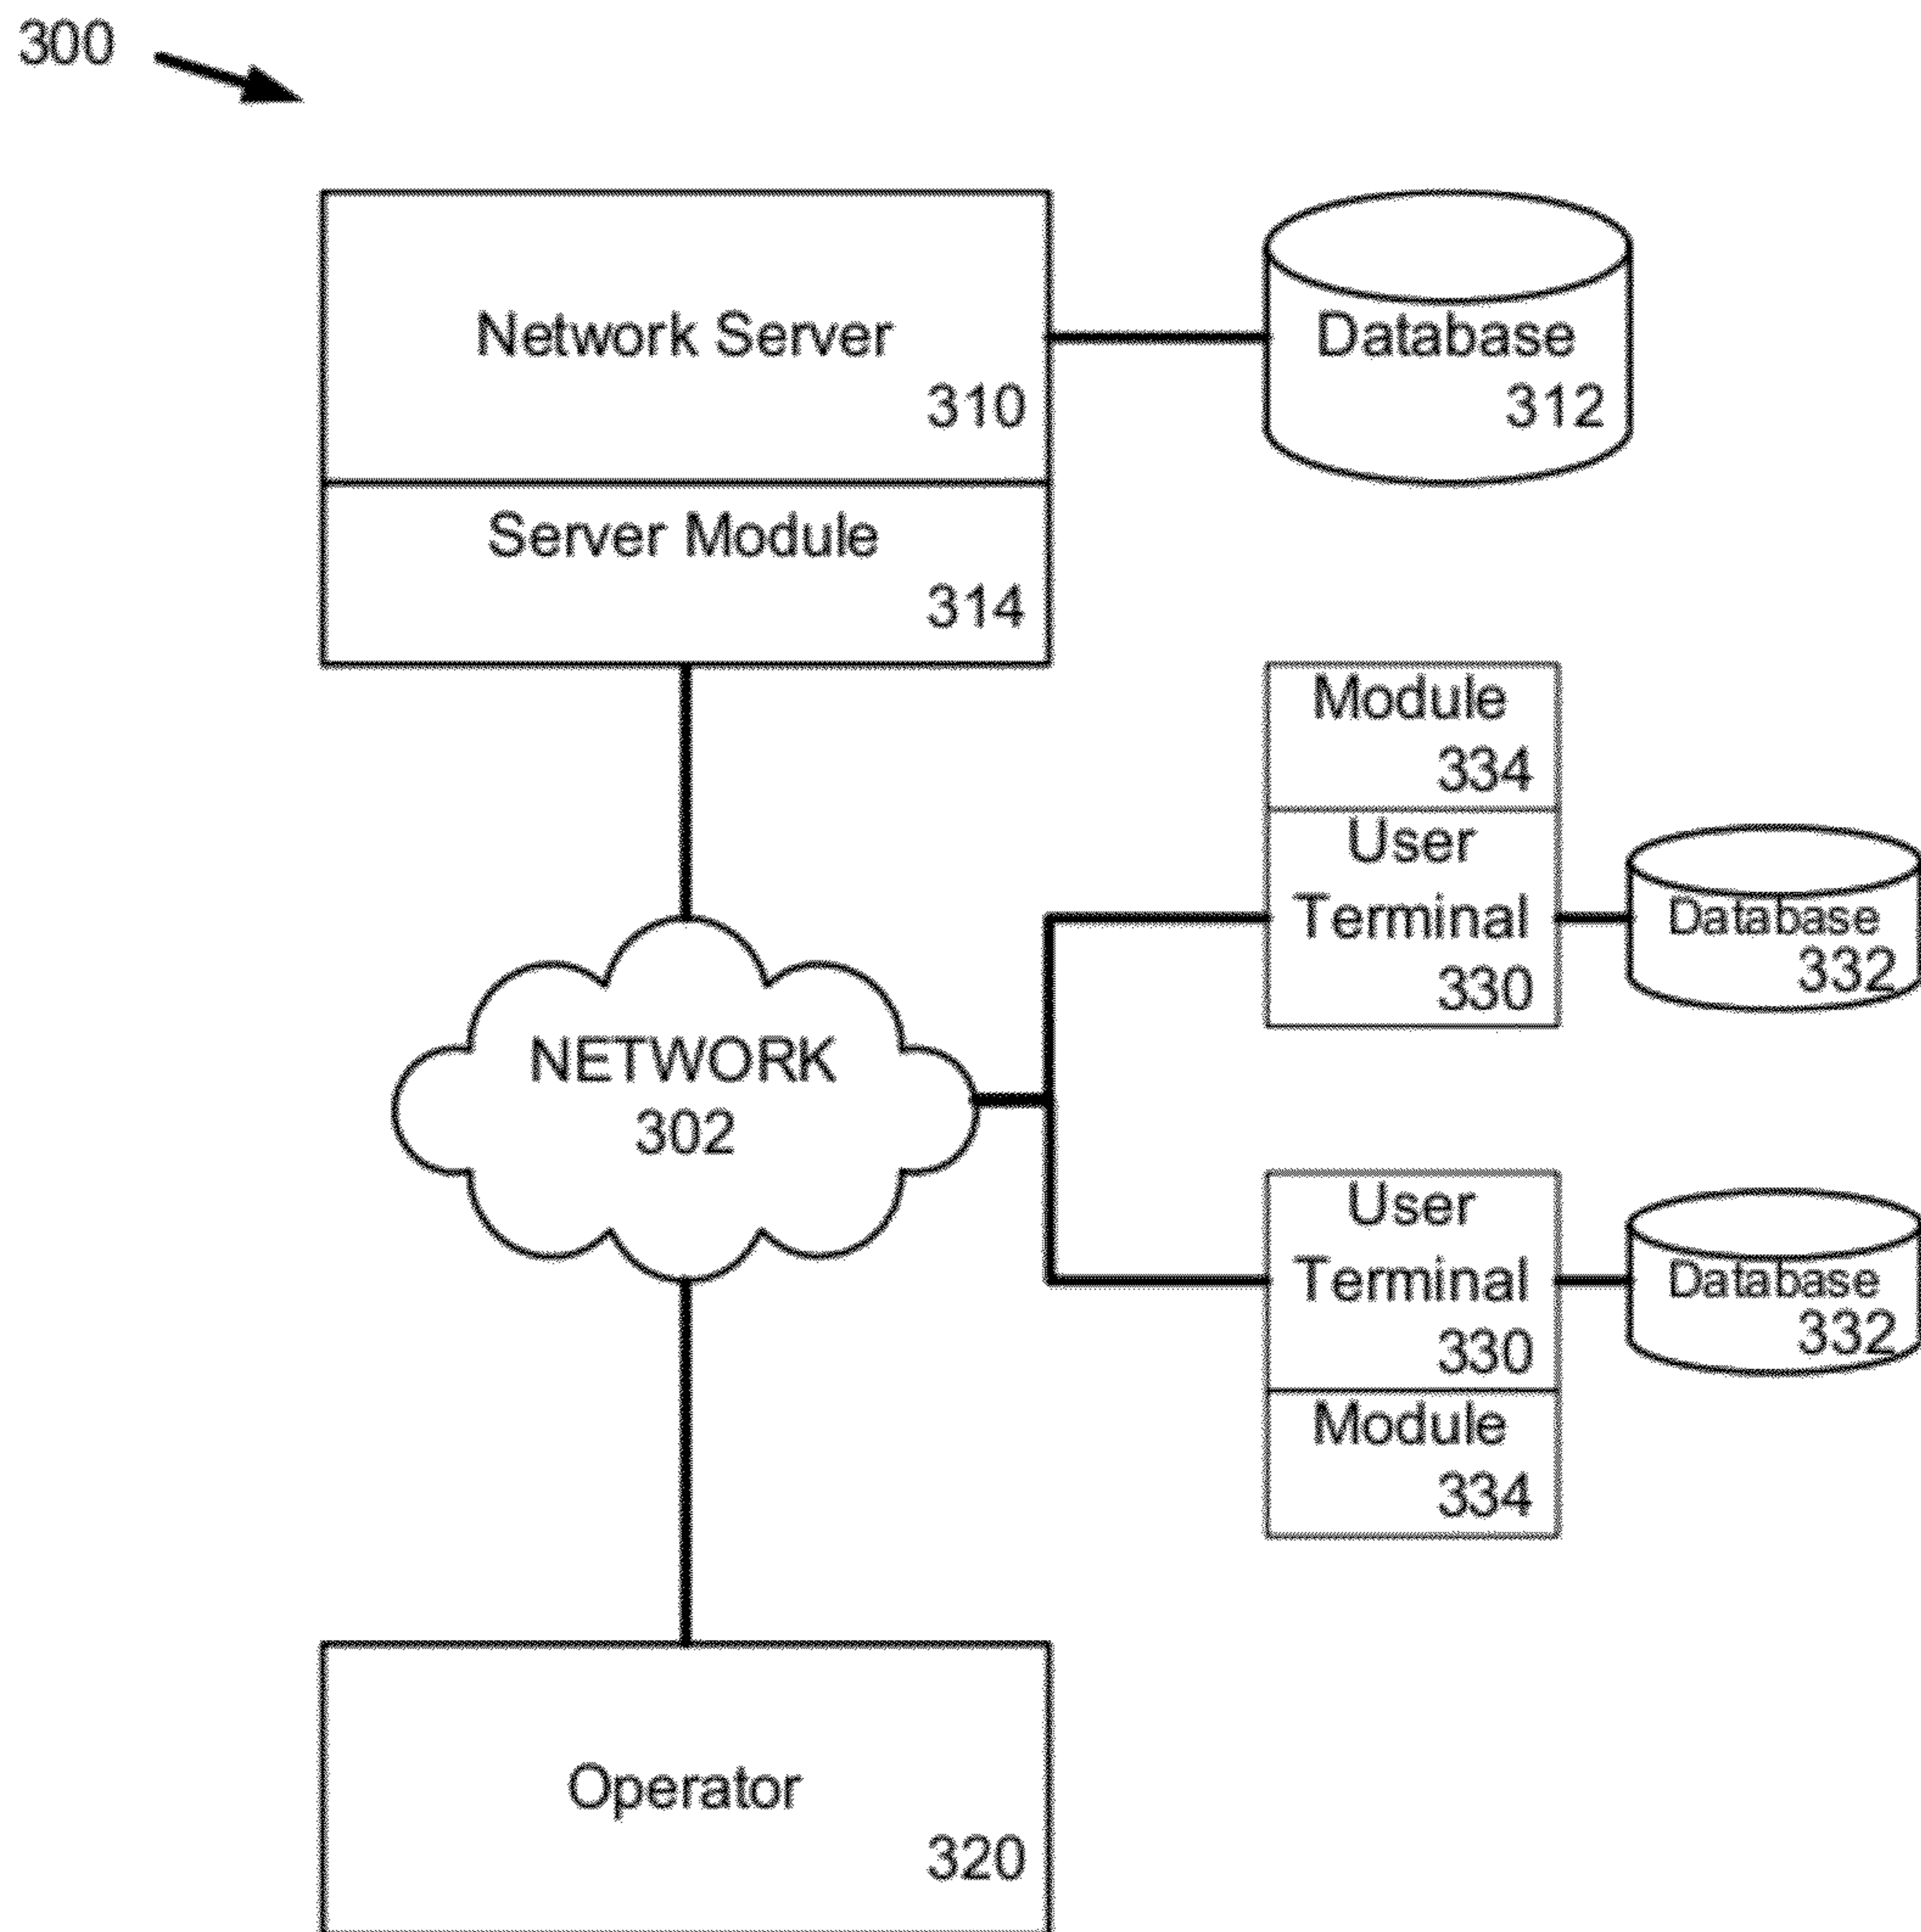 300
Network Server
310
Database
312
Server Module
314
Module
334
User
Terminal
330
Database
332
NETWORK
302
User
Terminal
330
Database
332
Module
334
Operator
320